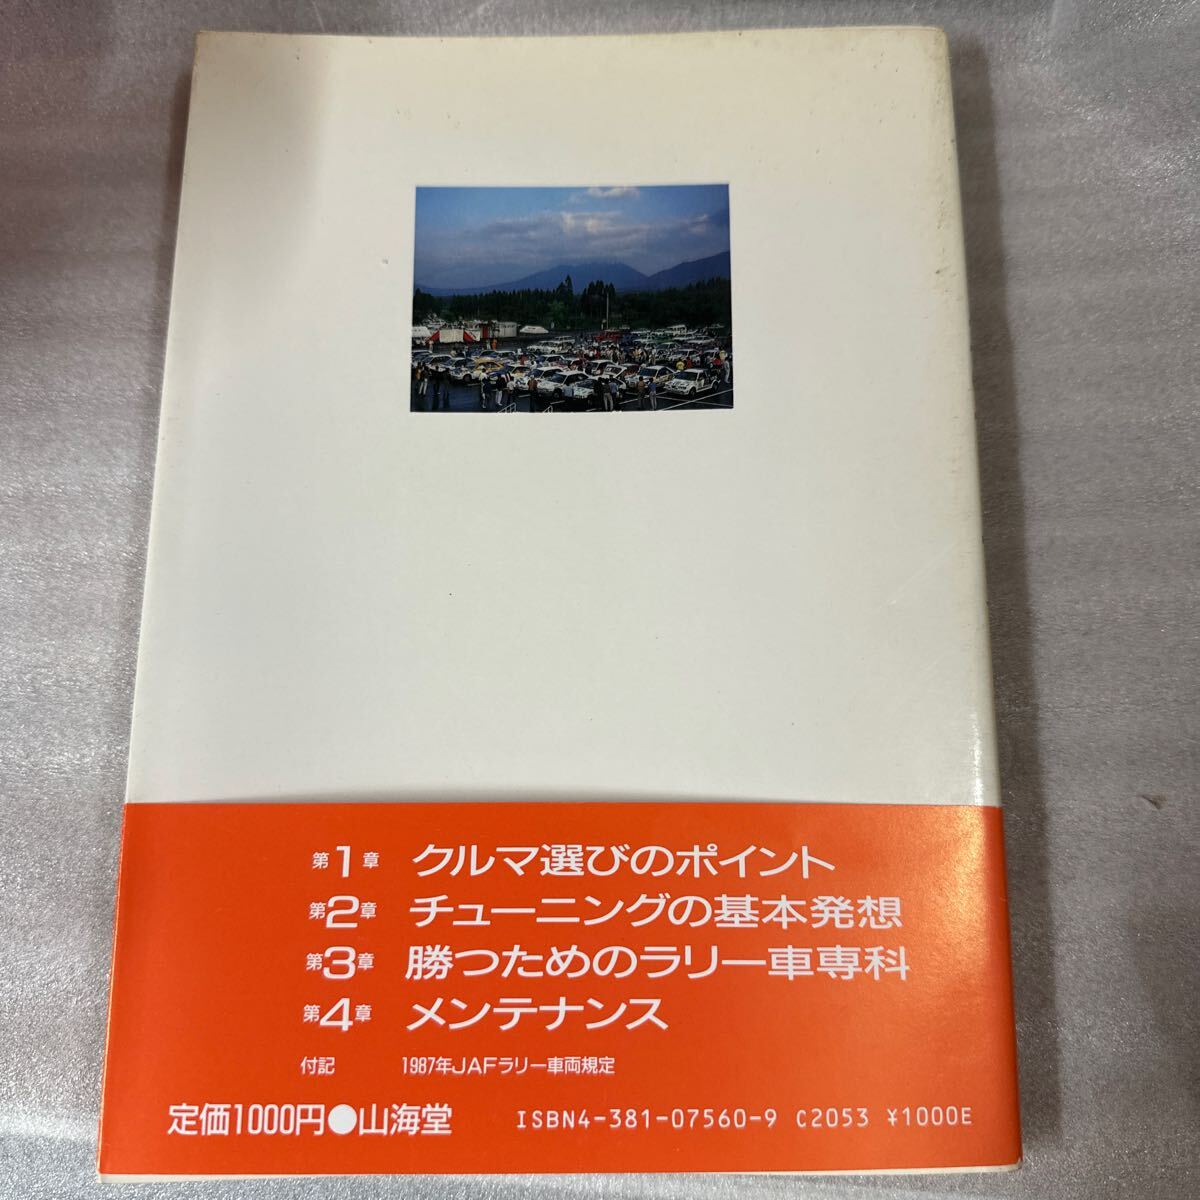 第1章 クルマ選びのポイント
第2章 チューニングの基本発想
第3章 勝つためのラリー車専科
第4章 メンテナンス
付記 1987年JAFラリー車両規定
定価1000円●山海堂 ISBN4-381-07560-9 C2053 ¥1000E